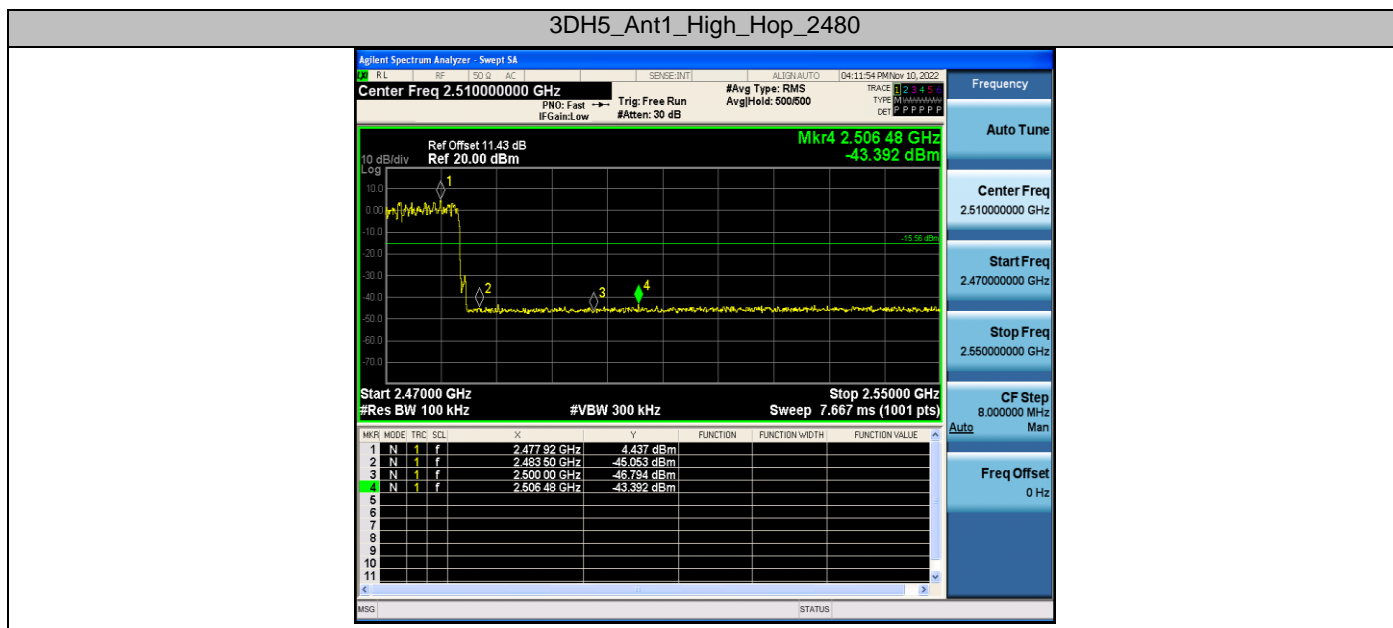 3DH5_Ant1_High_Hop_2480
Agilent Spectrum Analyzer - Swept SA
RL RF 50 Ω AC SENSE:INT ALIGN AUTO 04:11:54 PM Nov 10, 2022
Center Freq 2.510000000 GHz
PNO: Fast
IFGain:Low
Trig: Free Run
#Atten: 30 dB
#Avg Type: RMS
Avg|Hold: 500/500
TRACE 1 2 3 4 5 6
TYPE M
DET P P P P P P
Mkr4 2.506 48 GHz
-43.392 dBm
Ref Offset 11.43 dB
10 dB/div Ref 20.00 dBm
Log
10.0
0.00
-10.0
-20.0
-30.0
-40.0
-50.0
-60.0
-70.0
1
2
3
4
-15.56 dBm
Start 2.47000 GHz Stop 2.55000 GHz
#Res BW 100 kHz #VBW 300 kHz Sweep 7.667 ms (1001 pts)
MKR MODE TRC SCL X Y FUNCTION FUNCTION WIDTH FUNCTION VALUE
1 N 1 f 2.477 92 GHz 4.437 dBm
2 N 1 f 2.483 50 GHz -45.053 dBm
3 N 1 f 2.500 00 GHz -46.794 dBm
4 N 1 f 2.506 48 GHz -43.392 dBm
5
6
7
8
9
10
11
MSG STATUS
Frequency
Auto Tune
Center Freq
2.510000000 GHz
Start Freq
2.470000000 GHz
Stop Freq
2.550000000 GHz
CF Step
8.000000 MHz
Auto Man
Freq Offset
0 Hz